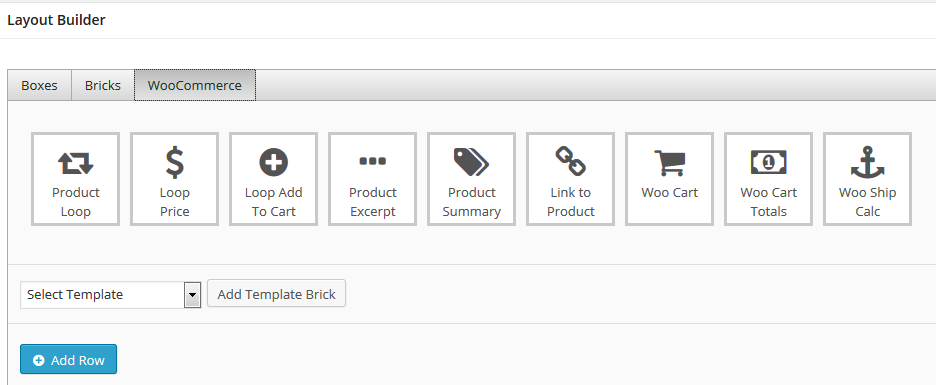 Layout Builder
Boxes Bricks WooCommerce
Product Loop
Loop Price
Loop Add To Cart
Product Excerpt
Product Summary
Link to Product
Woo Cart
Woo Cart Totals
Woo Ship Calc
Select Template Add Template Brick
Add Row